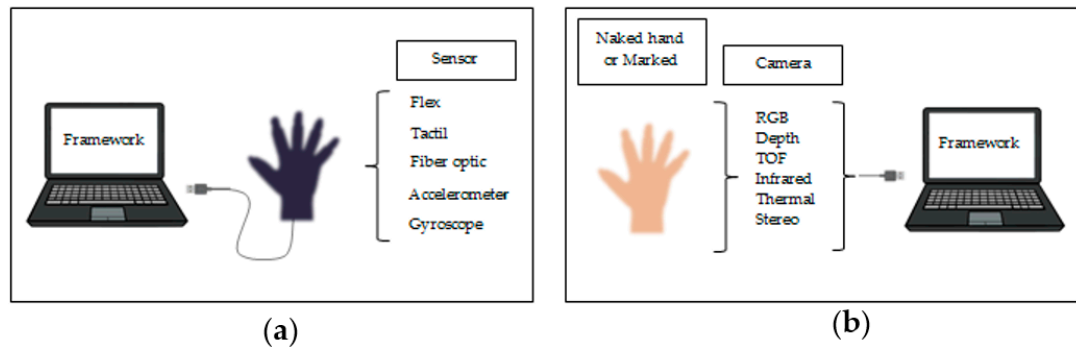 Framework
Sensor
Flex
Tactil
Fiber optic
Accelerometer
Gyroscope
(a)
Naked hand
or Marked
Camera
RGB
Depth
TOF
Infrared
Thermal
Stereo
Framework
(b)